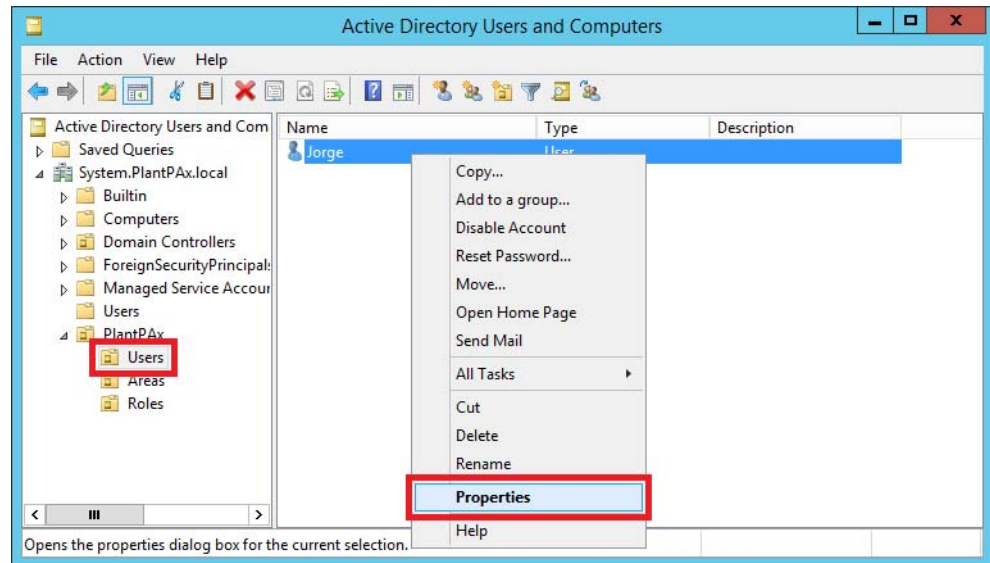 Active Directory Users and Computers
File Action View Help
Active Directory Users and Com
Saved Queries
System.PlantPAx.local
Builtin
Computers
Domain Controllers
ForeignSecurityPrincipal:
Managed Service Accour
Users
PlantPAx
Users
Areas
Roles
Name Type Description
Jorge User
Copy...
Add to a group...
Disable Account
Reset Password...
Move...
Open Home Page
Send Mail
All Tasks
Cut
Delete
Rename
Properties
Help
Opens the properties dialog box for the current selection.